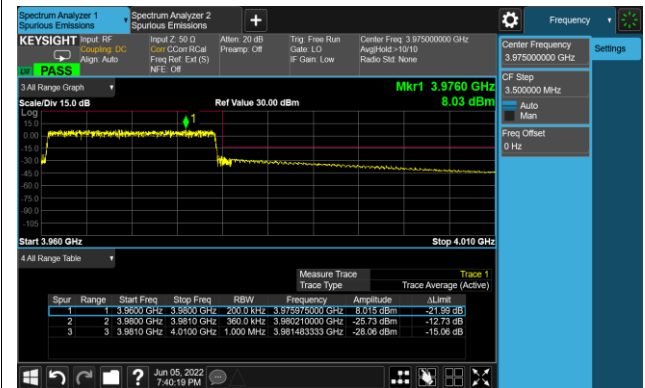 Spectrum Analyzer 1
Spurious Emissions
Spectrum Analyzer 2
Spurious Emissions
+
Frequency
KEYSIGHT
Input: RF
Coupling: DC
Align: Auto
Input Z: 50 Ω
Corr CCorr RCal
Freq Ref: Ext (S)
NFE: Off
Atten: 20 dB
Preamp: Off
Trig: Free Run
Gate: LO
IF Gain: Low
Center Freq: 3.975000000 GHz
Avg|Hold:>10/10
Radio Std: None
PASS
Center Frequency
3.975000000 GHz
Settings
CF Step
3.500000 MHz
Auto
Man
Freq Offset
0 Hz
3 All Range Graph
Mkr1 3.9760 GHz
8.03 dBm
Scale/Div 15.0 dB
Ref Value 30.00 dBm
Log
15.0
0.00
-15.0
-30.0
-45.0
-60.0
-75.0
-90.0
-105
1
Start 3.960 GHz
Stop 4.010 GHz
4 All Range Table
Measure Trace
Trace 1
Trace Type
Trace Average (Active)
Spur Range Start Freq Stop Freq RBW Frequency Amplitude ΔLimit
1 1 3.9600 GHz 3.9800 GHz 200.0 kHz 3.975975000 GHz 8.015 dBm -21.99 dB
2 2 3.9800 GHz 3.9810 GHz 360.0 kHz 3.980210000 GHz -25.73 dBm -12.73 dB
3 3 3.9810 GHz 4.0100 GHz 1.000 MHz 3.981483333 GHz -28.06 dBm -15.06 dB
?
Jun 05, 2022
7:40:19 PM